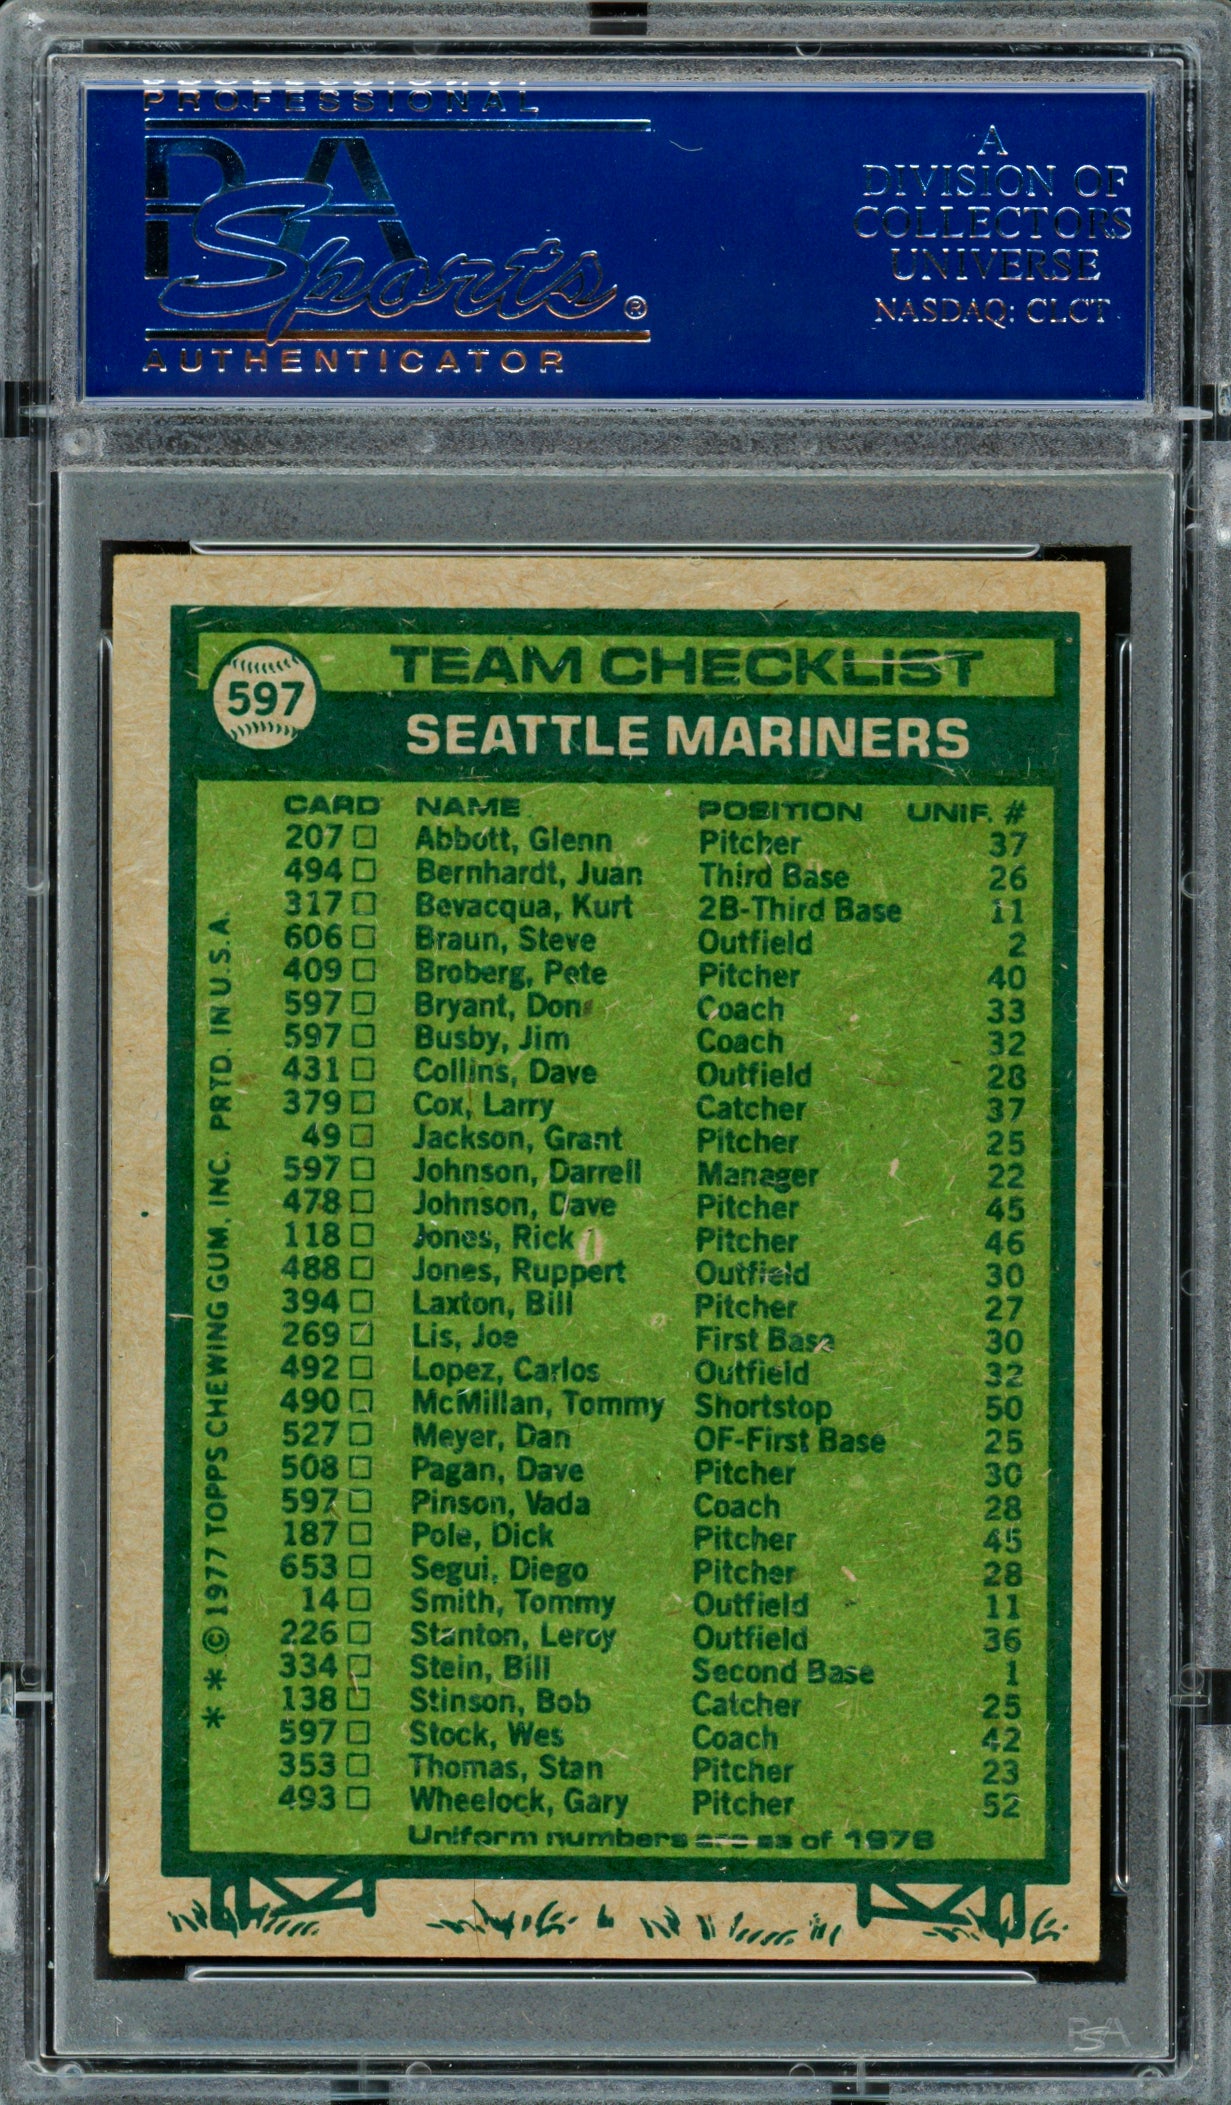 PROFESSIONAL
PSA
Sports®
AUTHENTICATOR
A
DIVISION OF
COLLECTORS
UNIVERSE
NASDAQ: CLCT
597
TEAM CHECKLIST
SEATTLE MARINERS
CARD NAME POSITION UNIF. #
207 □ Abbott, Glenn Pitcher 37
494 □ Bernhardt, Juan Third Base 26
317 □ Bevacqua, Kurt 2B-Third Base 11
606 □ Braun, Steve Outfield 2
409 □ Broberg, Pete Pitcher 40
597 □ Bryant, Don Coach 33
597 □ Busby, Jim Coach 32
431 □ Collins, Dave Outfield 28
379 □ Cox, Larry Catcher 37
49 □ Jackson, Grant Pitcher 25
597 □ Johnson, Darrell Manager 22
478 □ Johnson, Dave Pitcher 45
118 □ Jones, Rick Pitcher 46
488 □ Jones, Ruppert Outfield 30
394 □ Laxton, Bill Pitcher 27
269 □ Lis, Joe First Base 30
492 □ Lopez, Carlos Outfield 32
490 □ McMillan, Tommy Shortstop 50
527 □ Meyer, Dan OF-First Base 25
508 □ Pagan, Dave Pitcher 30
597 □ Pinson, Vada Coach 28
187 □ Pole, Dick Pitcher 45
653 □ Segui, Diego Pitcher 28
14 □ Smith, Tommy Outfield 11
226 □ Stanton, Leroy Outfield 36
334 □ Stein, Bill Second Base 1
138 □ Stinson, Bob Catcher 25
597 □ Stock, Wes Coach 42
353 □ Thomas, Stan Pitcher 23
493 □ Wheelock, Gary Pitcher 52
Uniform numbers are as of 1976
* * © 1977 TOPPS CHEWING GUM, INC. PRTD. IN U.S.A.
PSA